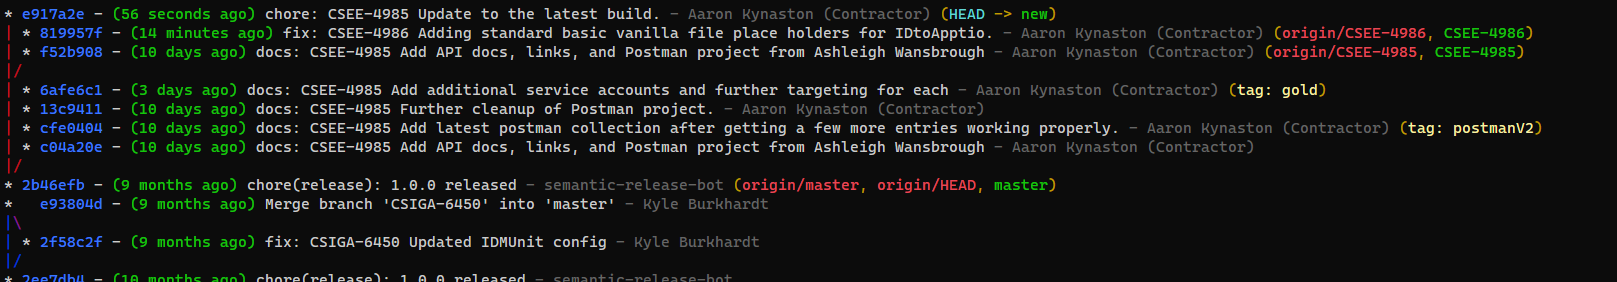 * e917a2e - (56 seconds ago) chore: CSEE-4985 Update to the latest build. - Aaron Kynaston (Contractor) (HEAD -> new)
| * 819957f - (14 minutes ago) fix: CSEE-4986 Adding standard basic vanilla file place holders for IDtoApptio. - Aaron Kynaston (Contractor) (origin/CSEE-4986, CSEE-4986)
| * f52b908 - (10 days ago) docs: CSEE-4985 Add API docs, links, and Postman project from Ashleigh Wansbrough - Aaron Kynaston (Contractor) (origin/CSEE-4985, CSEE-4985)
|/
| * 6afe6c1 - (3 days ago) docs: CSEE-4985 Add additional service accounts and further targeting for each - Aaron Kynaston (Contractor) (tag: gold)
| * 13c9411 - (10 days ago) docs: CSEE-4985 Further cleanup of Postman project. - Aaron Kynaston (Contractor)
| * cfe0404 - (10 days ago) docs: CSEE-4985 Add latest postman collection after getting a few more entries working properly. - Aaron Kynaston (Contractor) (tag: postmanV2)
| * c04a20e - (10 days ago) docs: CSEE-4985 Add API docs, links, and Postman project from Ashleigh Wansbrough - Aaron Kynaston (Contractor)
|/
* 2b46efb - (9 months ago) chore(release): 1.0.0 released - semantic-release-bot (origin/master, origin/HEAD, master)
*   e93804d - (9 months ago) Merge branch 'CSIGA-6450' into 'master' - Kyle Burkhardt
|\
| * 2f58c2f - (9 months ago) fix: CSIGA-6450 Updated IDMUnit config - Kyle Burkhardt
|/
* 2ee7db4 - (10 months ago) chore(release): 1.0.0 released - semantic-release-bot